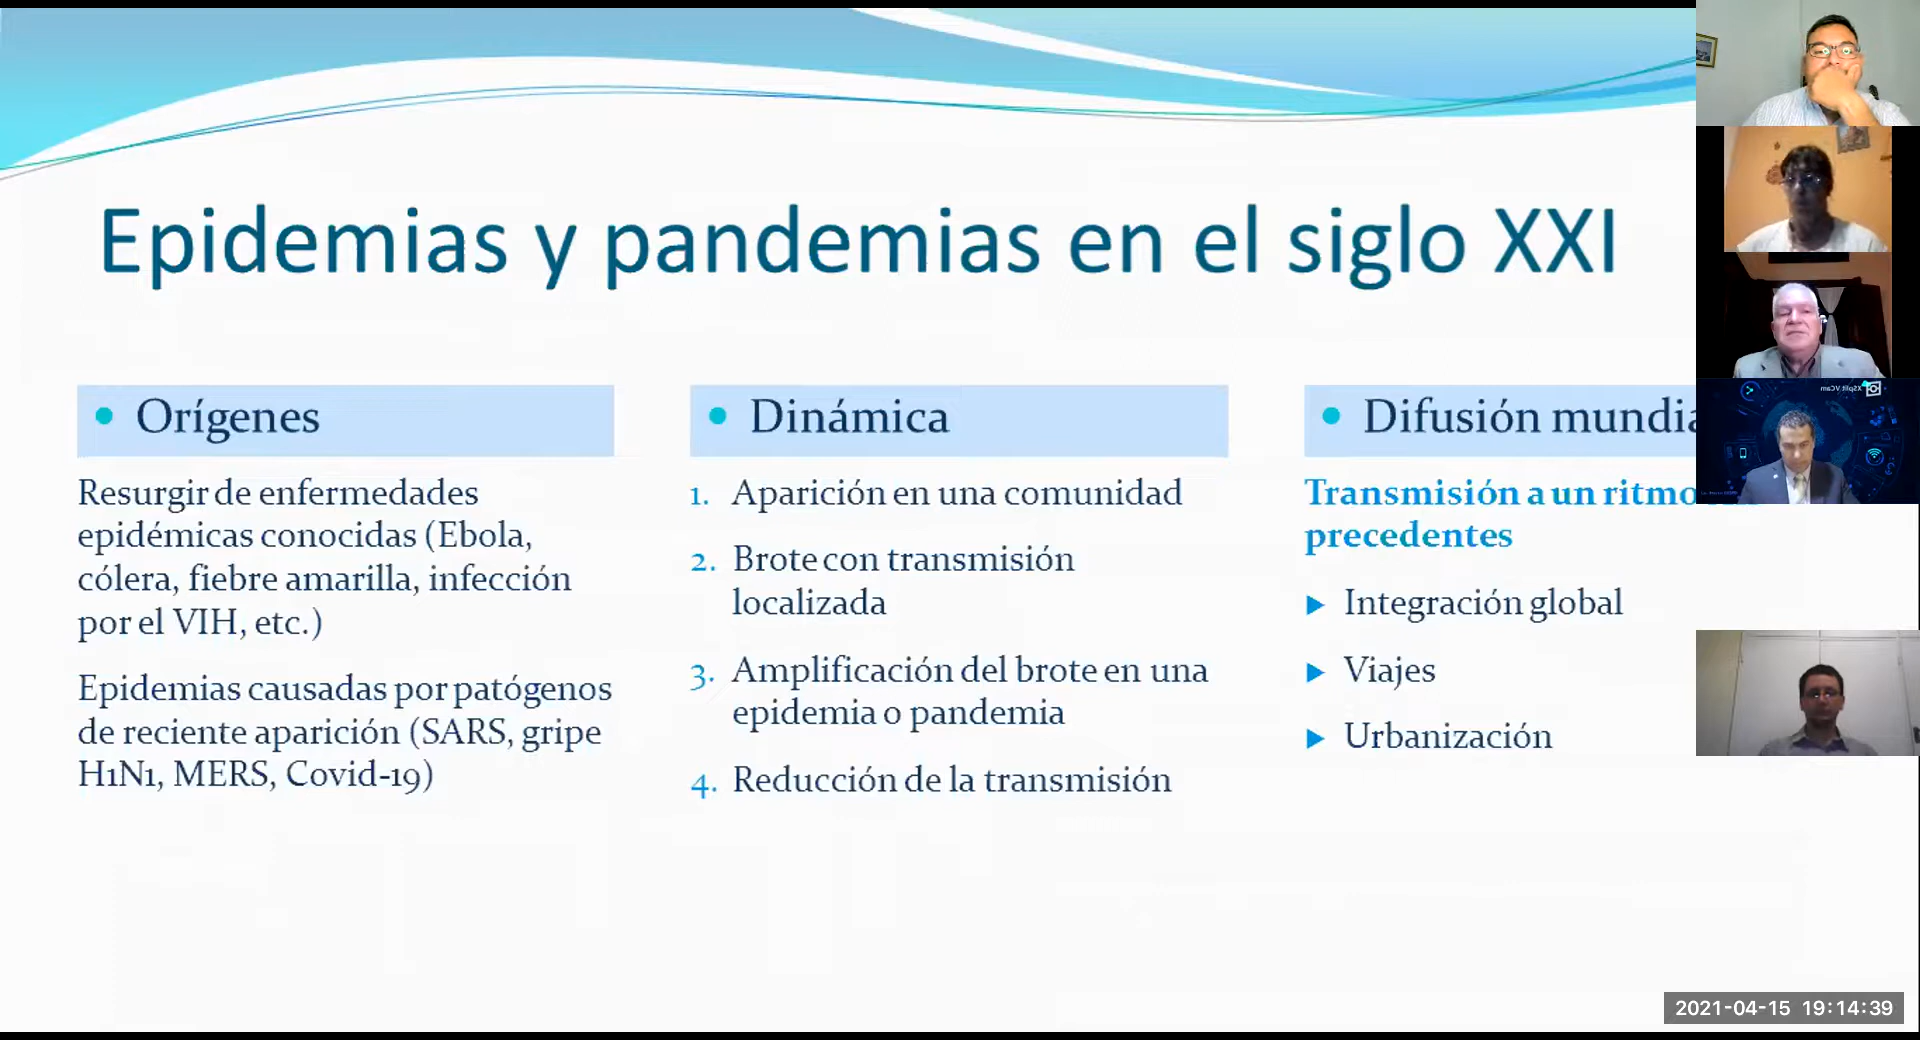 Epidemias y pandemias en el siglo XXI
• Orígenes
Resurgir de enfermedades
epidémicas conocidas (Ebola,
cólera, fiebre amarilla, infección
por el VIH, etc.)
Epidemias causadas por patógenos
de reciente aparición (SARS, gripe
H1N1, MERS, Covid-19)
• Dinámica
1. Aparición en una comunidad
2. Brote con transmisión
localizada
3. Amplificación del brote en una
epidemia o pandemia
4. Reducción de la transmisión
• Difusión mundia
Transmisión a un ritmo
precedentes
Integración global
Viajes
Urbanización
XSplit VCam
2021-04-15 19:14:39